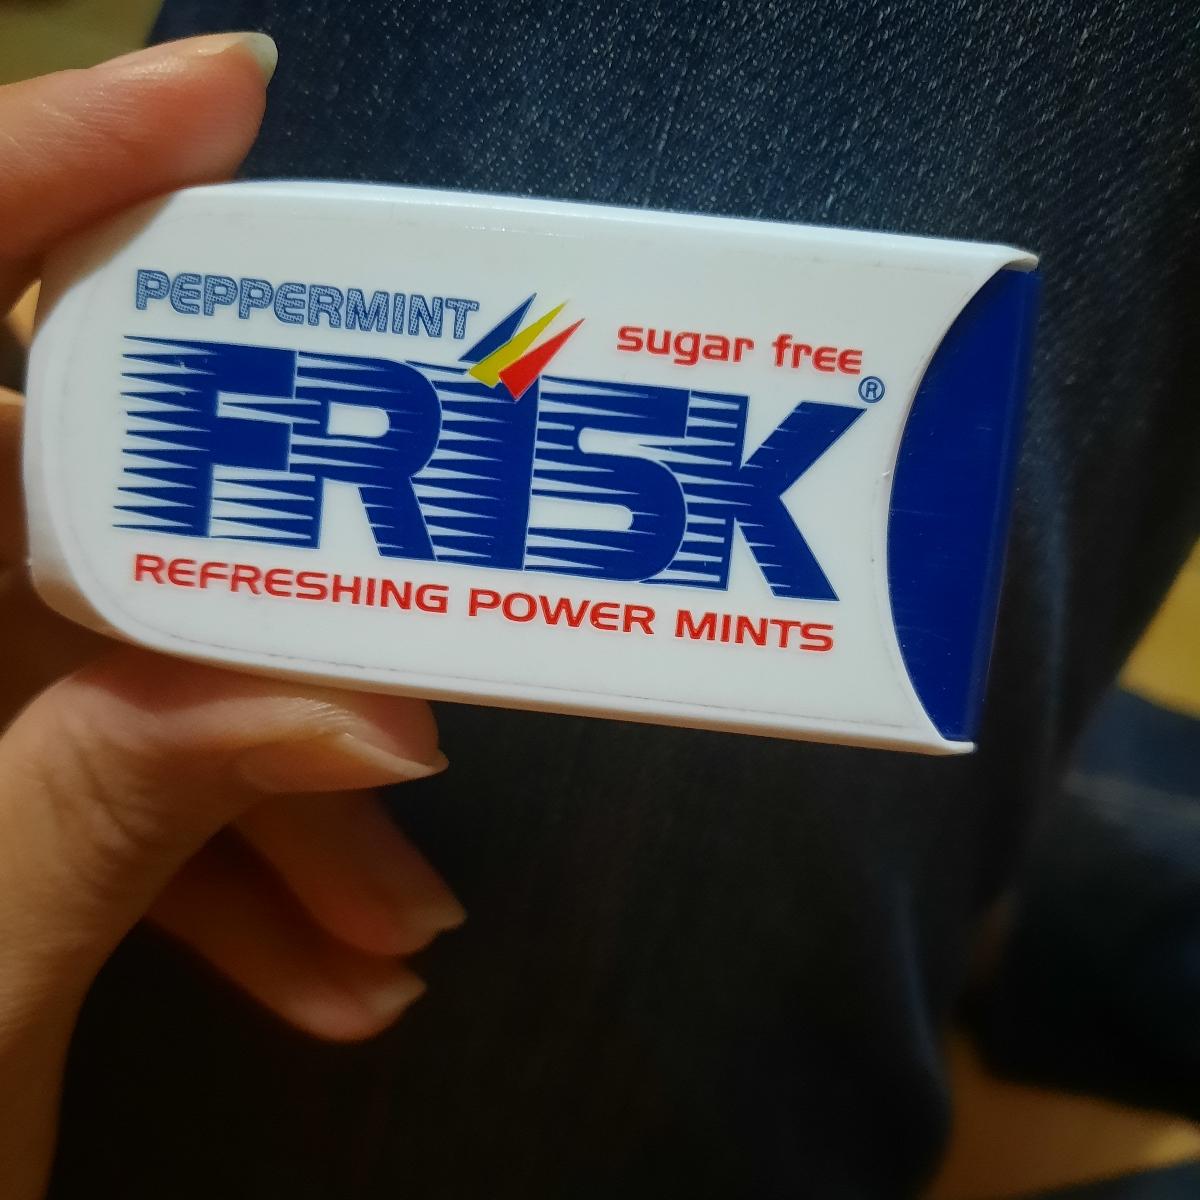 PEPPERMINT
sugar free
FRISK®
REFRESHING POWER MINTS